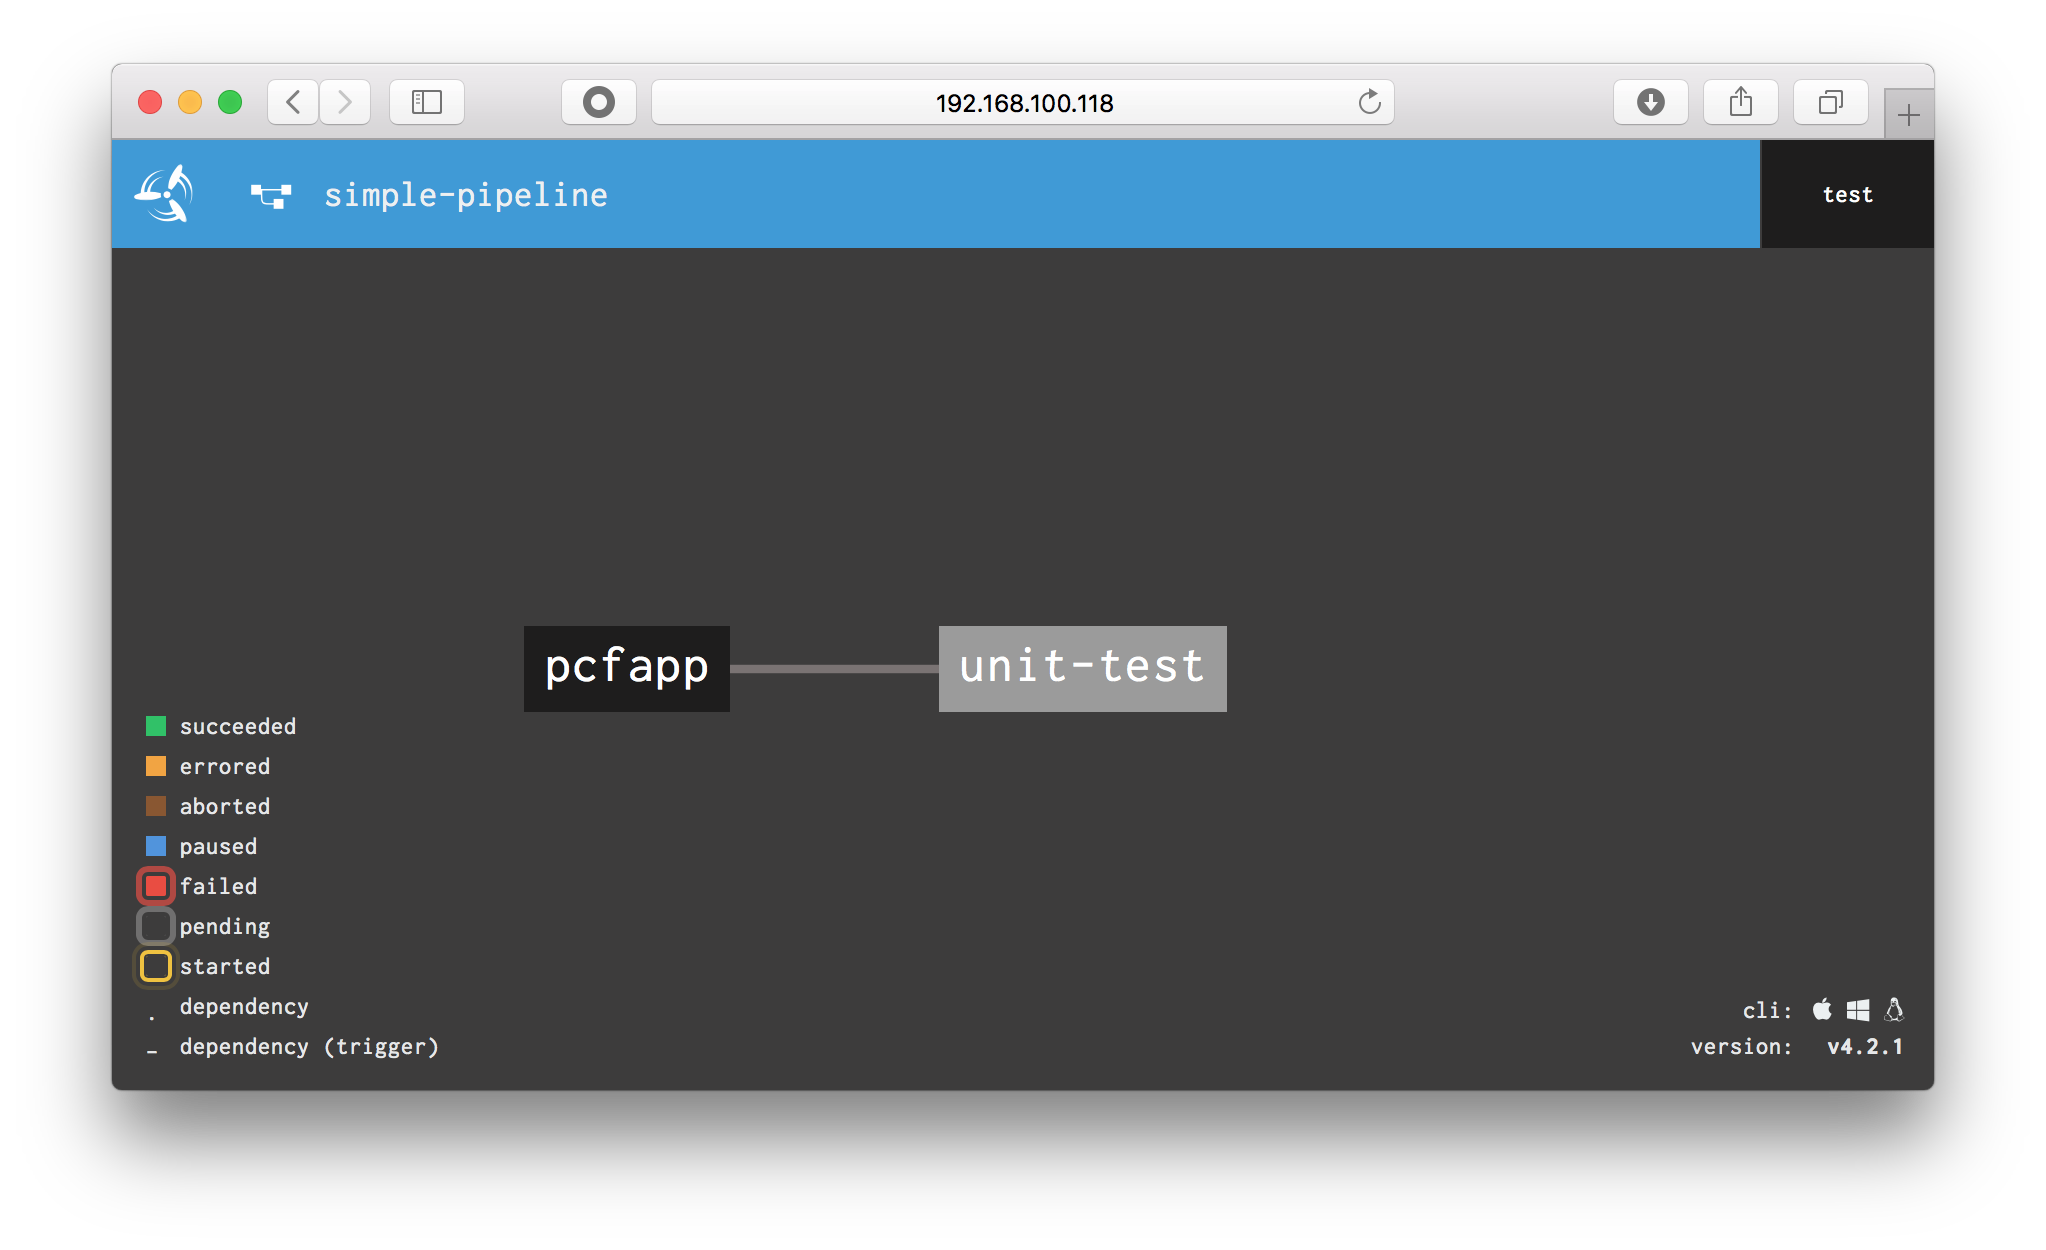 192.168.100.118
simple-pipeline
test
pcfapp
unit-test
succeeded
errored
aborted
paused
failed
pending
started
. dependency
- dependency (trigger)
cli:
version: v4.2.1